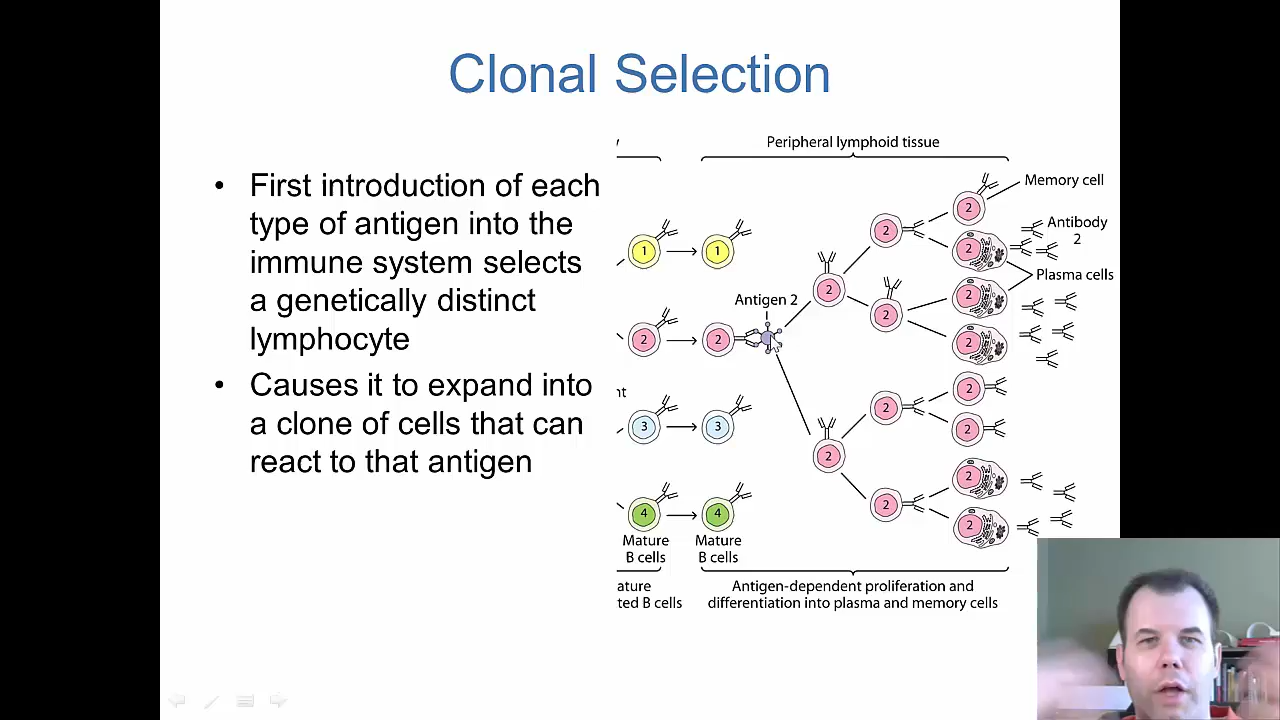 Clonal Selection
• First introduction of each
type of antigen into the
immune system selects
a genetically distinct
lymphocyte
• Causes it to expand into
a clone of cells that can
react to that antigen
Peripheral lymphoid tissue
Memory cell
Antibody
2
Plasma cells
Antigen 2
1
1
2
2
3
3
4
4
2
2
2
2
2
2
2
2
2
2
2
2
2
2
nt
Mature
B cells
Mature
B cells
ature
ted B cells
Antigen-dependent proliferation and
differentiation into plasma and memory cells